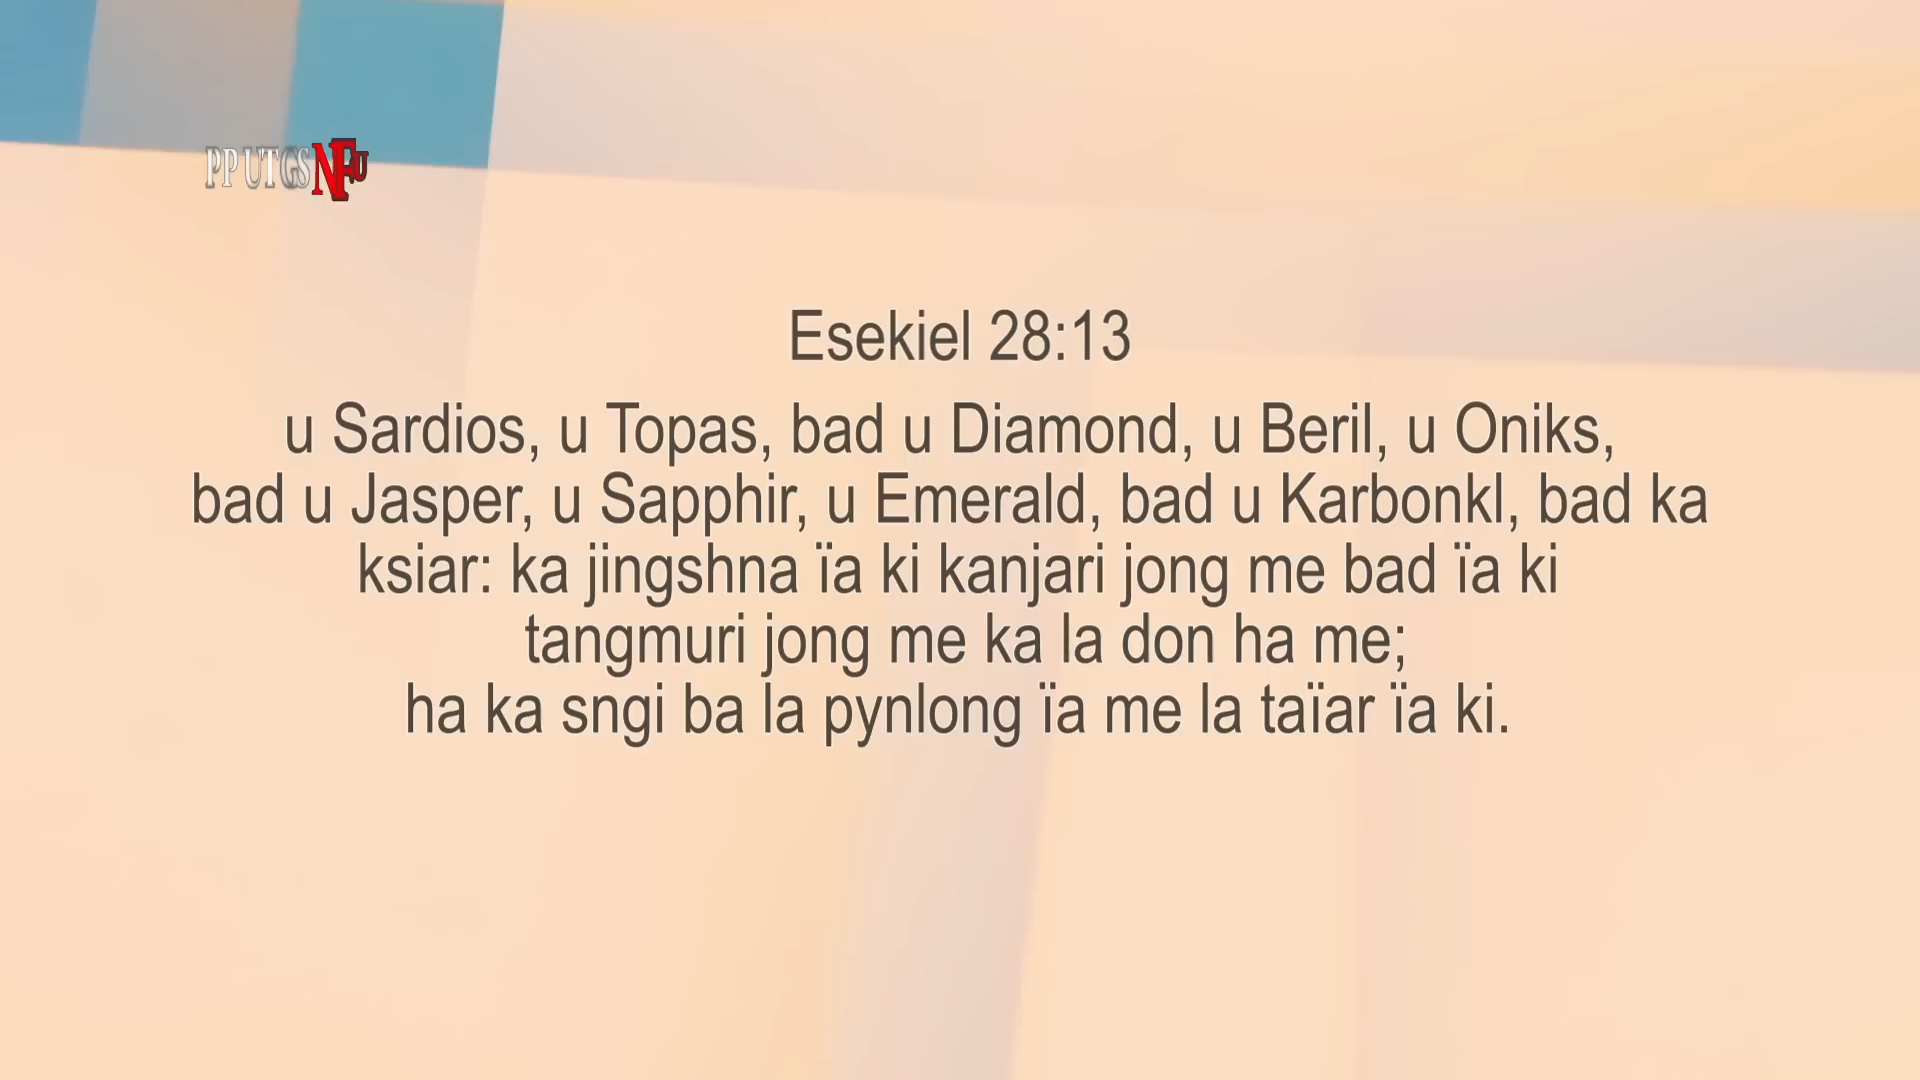 PP UTGS NFU
Esekiel 28:13
u Sardios, u Topas, bad u Diamond, u Beril, u Oniks,
bad u Jasper, u Sapphir, u Emerald, bad u Karbonkl, bad ka
ksiar: ka jingshna ïa ki kanjari jong me bad ïa ki
tangmuri jong me ka la don ha me;
ha ka sngi ba la pynlong ïa me la taïar ïa ki.